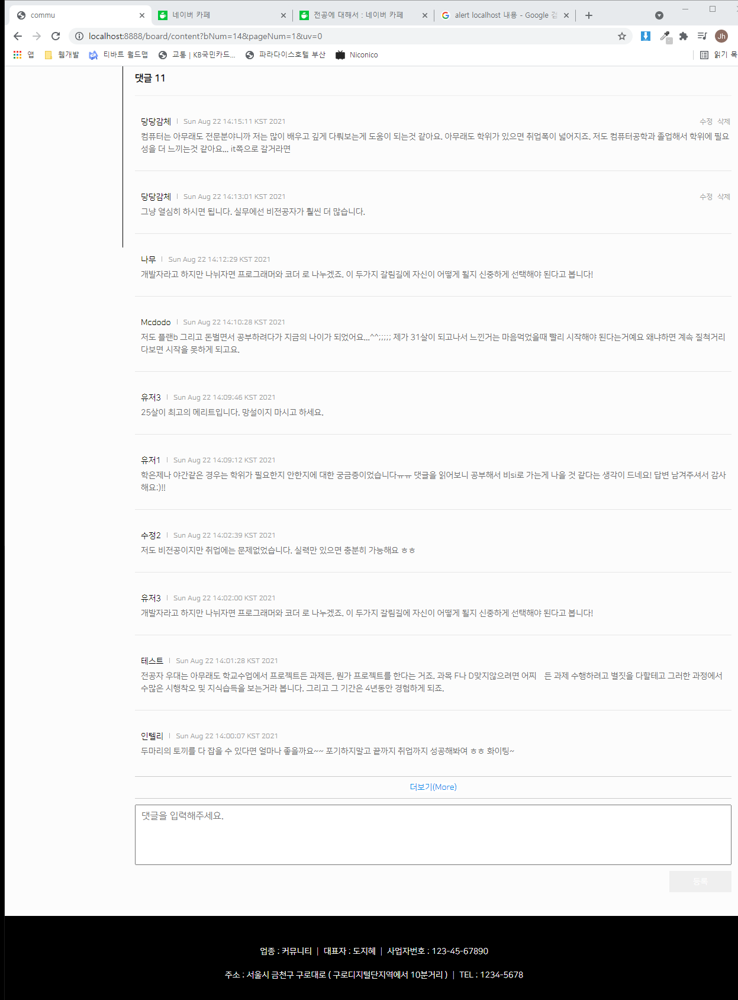 commu
네이버 카페
전공에 대해서 : 네이버 카페
alert localhost 내용 - Google 검
localhost:8888/board/content?bNum=14&pageNum=1&uv=0
Jh
앱 웹개발 티바트 월드맵 교통 | KB국민카드... 파라다이스호텔 부산 Niconico 읽기 목
댓글 11
당당감체 | Sun Aug 22 14:15:11 KST 2021 수정 삭제
컴퓨터는 아무래도 전문분야니까 저는 많이 배우고 깊게 다뤄보는게 도움이 되는것 같아요. 아무래도 학위가 있으면 취업폭이 넓어지죠. 저도 컴퓨터공학과 졸업해서 학위에 필요
성을 더 느끼는것 같아요... it쪽으로 갈거라면
당당감체 | Sun Aug 22 14:13:01 KST 2021 수정 삭제
그냥 열심히 하시면 됩니다. 실무에선 비전공자가 훨씬 더 많습니다.
나무 | Sun Aug 22 14:12:29 KST 2021
개발자라고 하지만 나뉘자면 프로그래머와 코더 로 나누겠죠. 이 두가지 갈림길에 자신이 어떻게 될지 신중하게 선택해야 된다고 봅니다!
Mcdodo | Sun Aug 22 14:10:28 KST 2021
저도 플랜b 그리고 돈벌면서 공부하려다가 지금의 나이가 되었어요...^^;;;;; 제가 31살이 되고나서 느낀거는 마음먹었을때 빨리 시작해야 된다는거예요 왜냐하면 계속 질척거리
다보면 시작을 못하게 되고요.
유저3 | Sun Aug 22 14:09:46 KST 2021
25살이 최고의 메리트입니다. 망설이지 마시고 하세요.
유저1 | Sun Aug 22 14:09:12 KST 2021
학은제나 야간같은 경우는 학위가 필요한지 안한지에 대한 궁금증이었습니다ㅠㅠ 댓글을 읽어보니 공부해서 비si로 가는게 나을 것 같다는 생각이 드네요! 답변 남겨주셔서 감사
해요:)!!
수정2 | Sun Aug 22 14:02:39 KST 2021
저도 비전공이지만 취업에는 문제없었습니다. 실력만 있으면 충분히 가능해요 ㅎㅎ
유저3 | Sun Aug 22 14:02:00 KST 2021
개발자라고 하지만 나뉘자면 프로그래머와 코더 로 나누겠죠. 이 두가지 갈림길에 자신이 어떻게 될지 신중하게 선택해야 된다고 봅니다!
테스트 | Sun Aug 22 14:01:28 KST 2021
전공자 우대는 아무래도 학교수업에서 프로젝트든 과제든, 뭔가 프로젝트를 한다는 거죠. 과목 F나 D맞지않으려면 어찌 든 과제 수행하려고 별짓을 다할테고 그러한 과정에서
수많은 시행착오 및 지식습득을 보는거라 봅니다. 그리고 그 기간은 4년동안 경험하게 되죠.
인텔리 | Sun Aug 22 14:00:07 KST 2021
두마리의 토끼를 다 잡을 수 있다면 얼마나 좋을까요~~ 포기하지말고 끝까지 취업까지 성공해봐여 ㅎㅎ 화이팅~
더보기(More)
댓글을 입력해주세요.
등록
업종 : 커뮤니티 | 대표자 : 도지혜 | 사업자번호 : 123-45-67890
주소 : 서울시 금천구 구로대로 ( 구로디지털단지역에서 10분거리 ) | TEL : 1234-5678